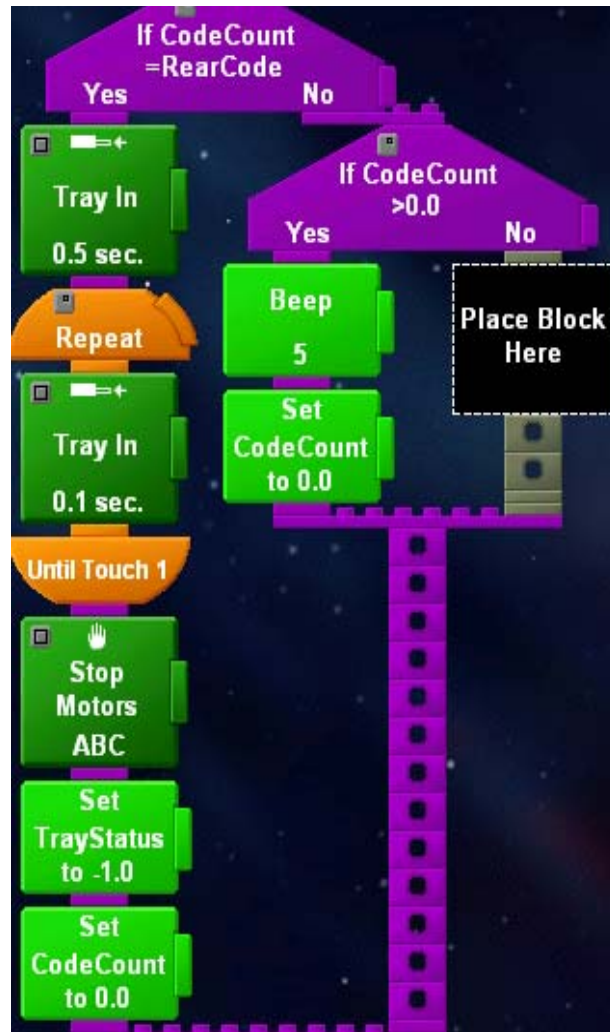 If CodeCount
=RearCode
Yes
No
Tray In
0.5 sec.
Repeat
Tray In
0.1 sec.
Until Touch 1
Stop
Motors
ABC
Set
TrayStatus
to -1.0
Set
CodeCount
to 0.0
If CodeCount
>0.0
Yes
No
Beep
5
Set
CodeCount
to 0.0
Place Block
Here